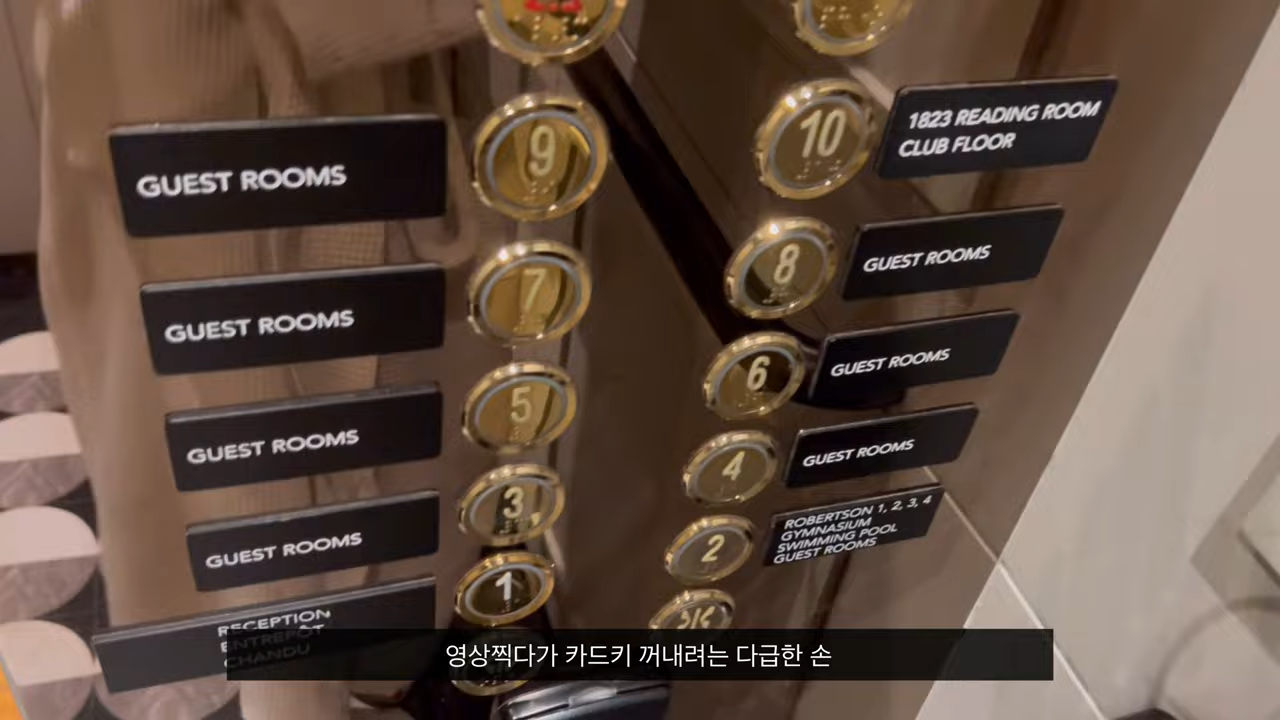 9
10
1823 READING ROOM
CLUB FLOOR
GUEST ROOMS
7
8
GUEST ROOMS
GUEST ROOMS
5
6
GUEST ROOMS
GUEST ROOMS
3
4
GUEST ROOMS
GUEST ROOMS
1
2
ROBERTSON 1, 2, 3, 4
GYMNASIUM
SWIMMING POOL
GUEST ROOMS
RECEPTION
ENTREPÔT
CHANDU
영상찍다가 카드키 꺼내려는 다급한 손